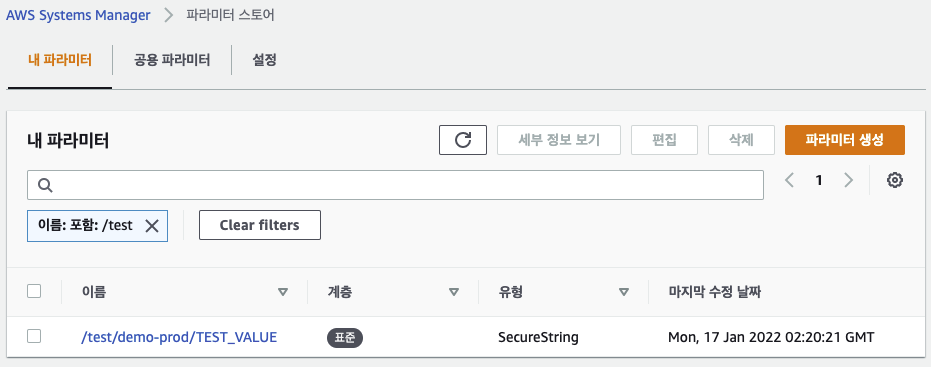 AWS Systems Manager > 파라미터 스토어
내 파라미터 공용 파라미터 설정
내 파라미터 세부 정보 보기 편집 삭제 파라미터 생성
1
이름: 포함: /test Clear filters
이름 계층 유형 마지막 수정 날짜
/test/demo-prod/TEST_VALUE 표준 SecureString Mon, 17 Jan 2022 02:20:21 GMT